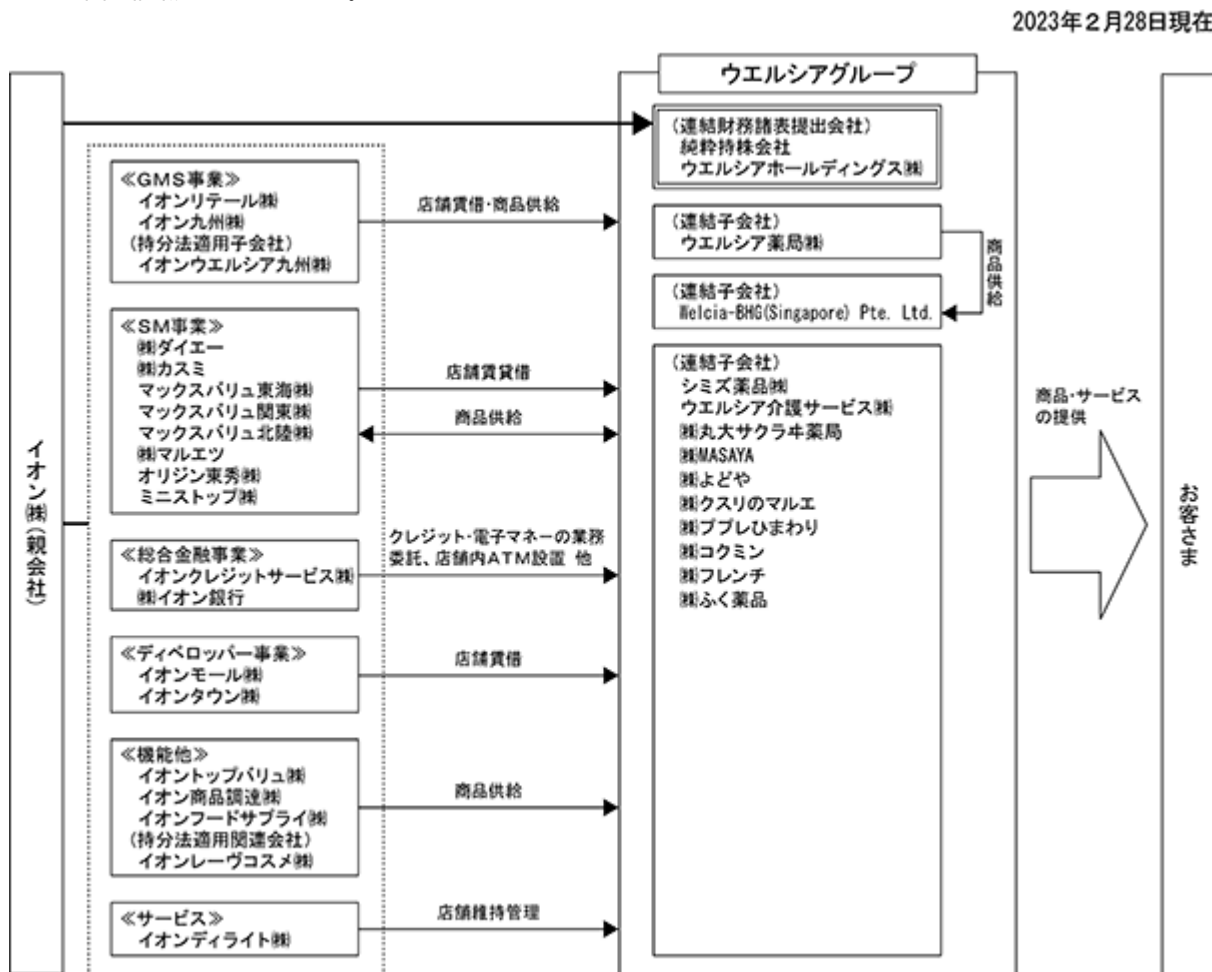 2023年2月28日現在
イオン㈱(親会社)
≪GMS事業≫
イオンリテール㈱
イオン九州㈱
(持分法適用子会社)
イオンウエルシア九州㈱
≪SM事業≫
㈱ダイエー
㈱カスミ
マックスバリュ東海㈱
マックスバリュ関東㈱
マックスバリュ北陸㈱
㈱マルエツ
オリジン東秀㈱
ミニストップ㈱
≪総合金融事業≫
イオンクレジットサービス㈱
㈱イオン銀行
≪ディベロッパー事業≫
イオンモール㈱
イオンタウン㈱
≪機能他≫
イオントップバリュ㈱
イオン商品調達㈱
イオンフードサプライ㈱
(持分法適用関連会社)
イオンレーヴコスメ㈱
≪サービス≫
イオンディライト㈱
店舗賃借・商品供給
店舗賃貸借
商品供給
クレジット・電子マネーの業務
委託、店舗内ATM設置 他
店舗賃借
商品供給
店舗維持管理
ウエルシアグループ
(連結財務諸表提出会社)
純粋持株会社
ウエルシアホールディングス㈱
(連結子会社)
ウエルシア薬局㈱
商品供給
(連結子会社)
Welcia-BHG(Singapore) Pte. Ltd.
(連結子会社)
シミズ薬品㈱
ウエルシア介護サービス㈱
㈱丸大サクラヰ薬局
㈱MASAYA
㈱よどや
㈱クスリのマルエ
㈱ププレひまわり
㈱コクミン
㈱フレンチ
㈱ふく薬品
商品・サービス
の提供
お客さま